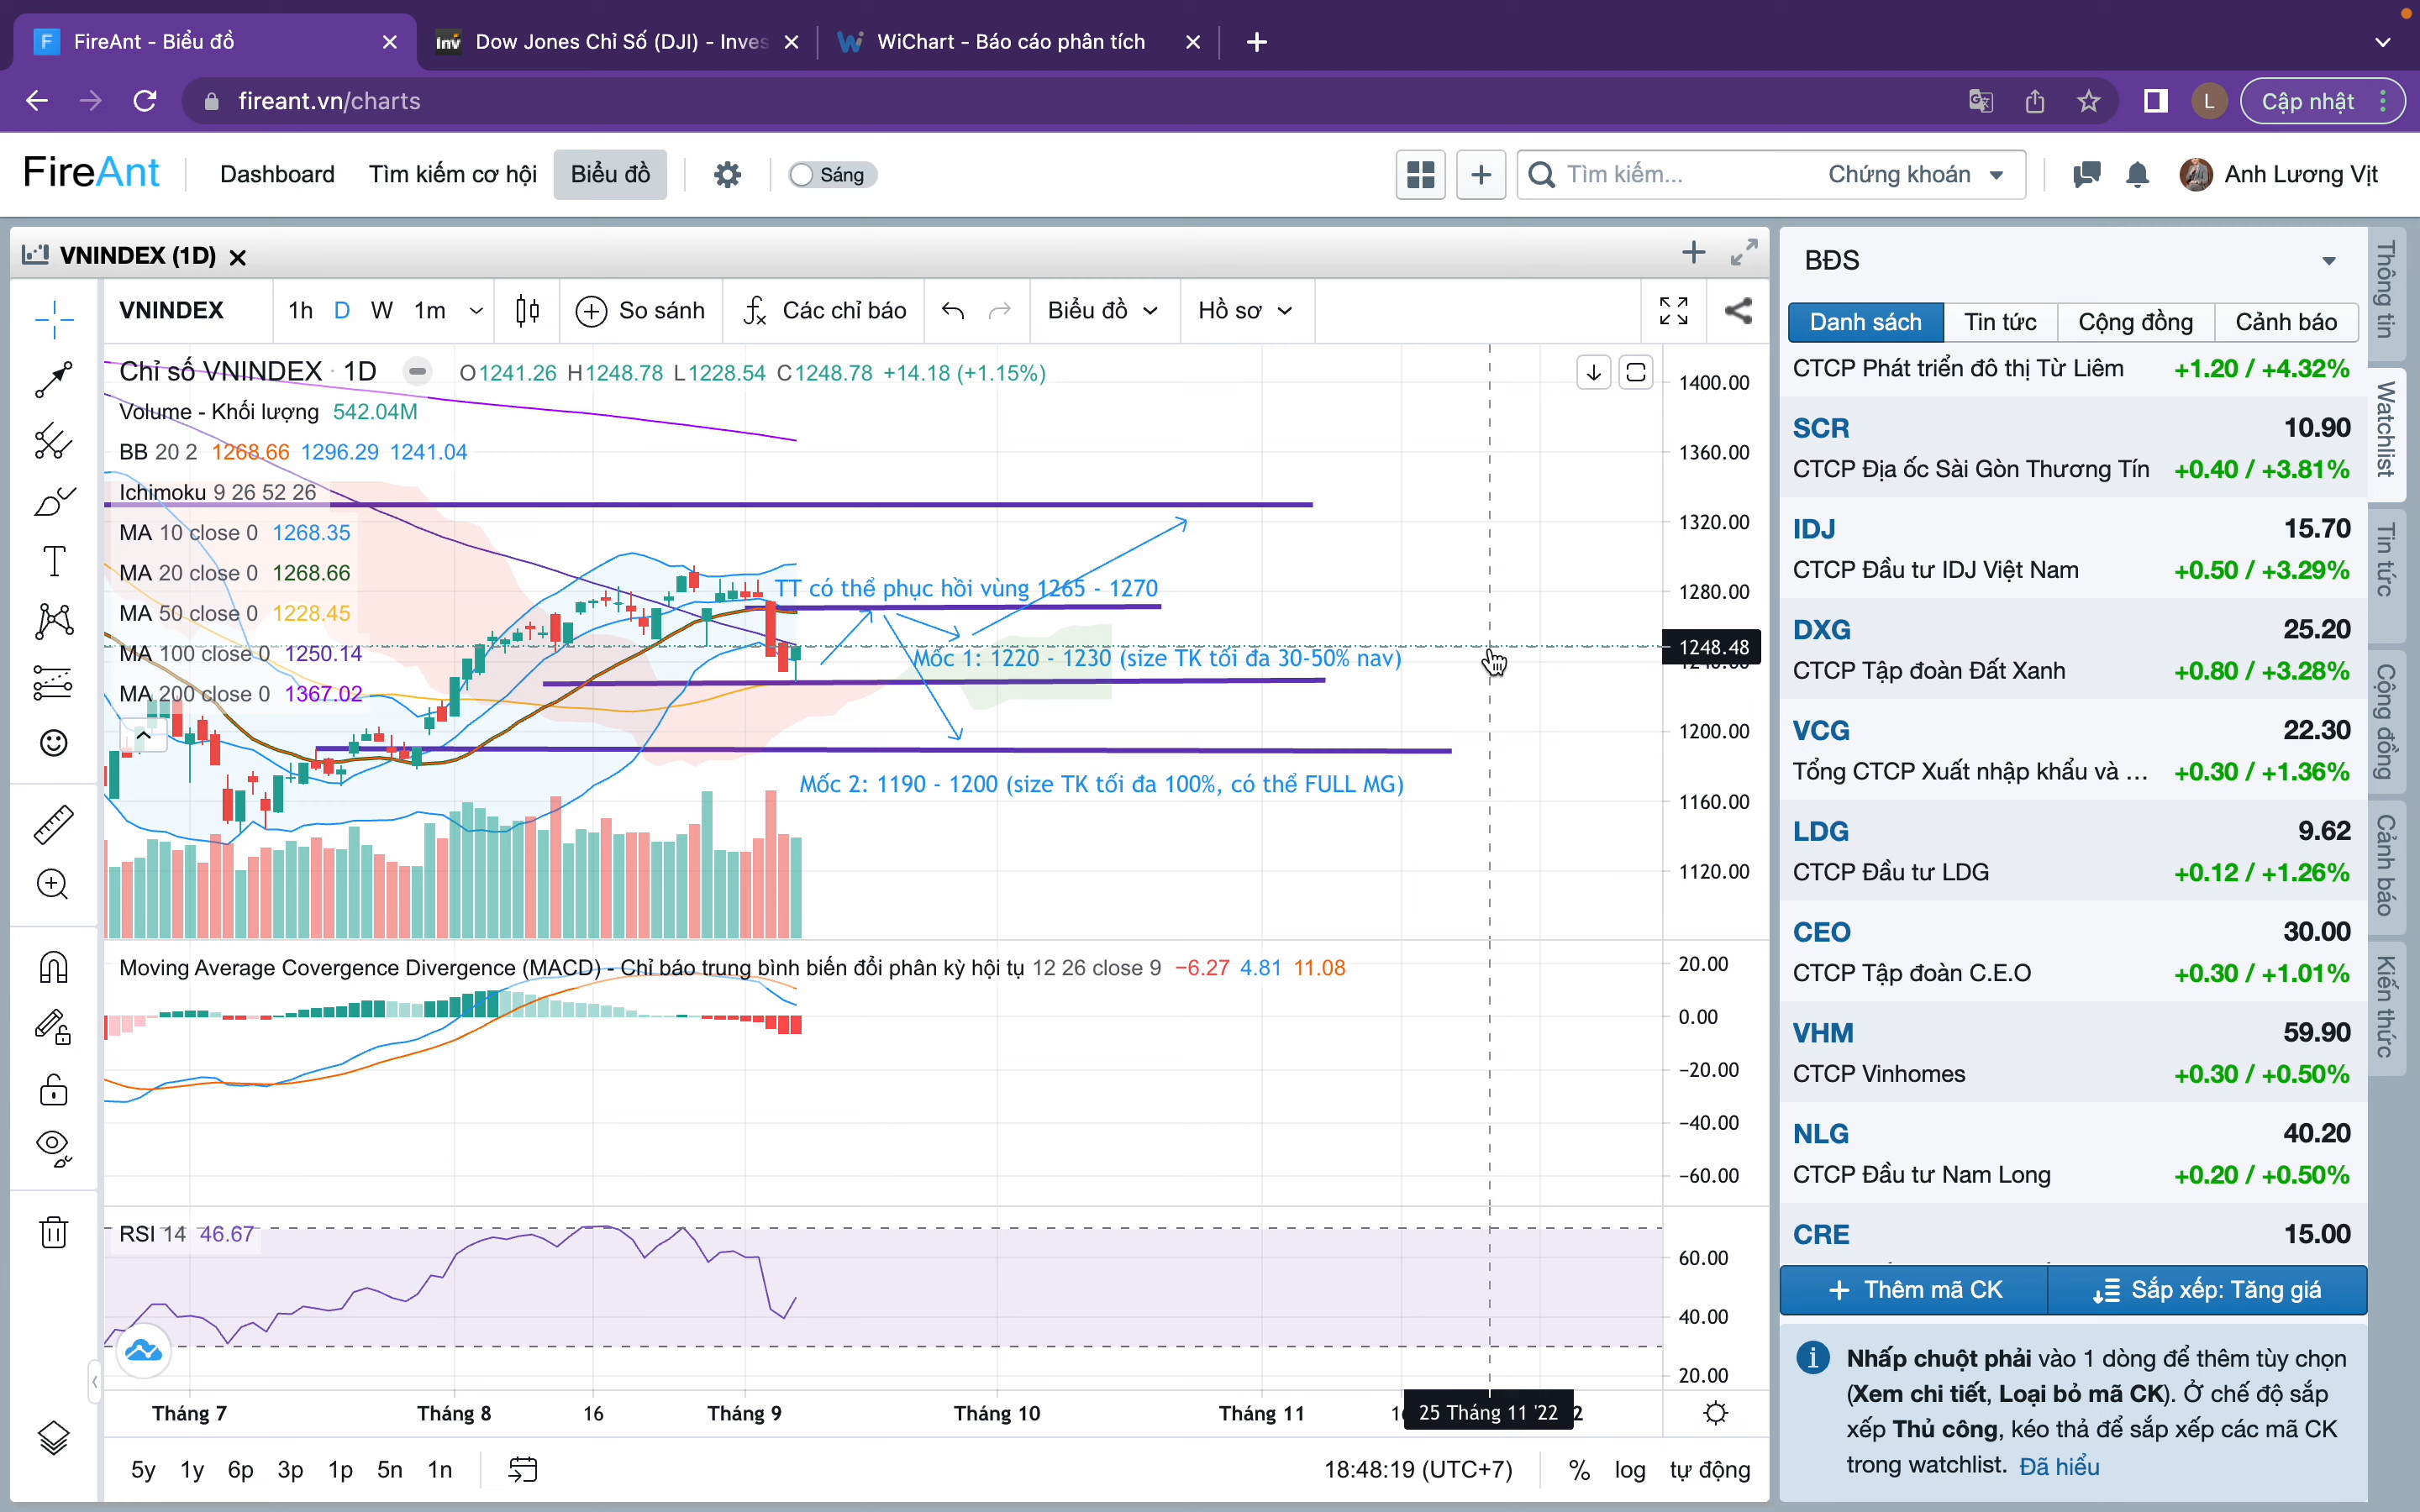 FireAnt - Biểu đồ
Dow Jones Chỉ Số (DJI) - Inves
WiChart - Báo cáo phân tích
fireant.vn/charts
L
Cập nhật
FireAnt
Dashboard
Tìm kiếm cơ hội
Biểu đồ
Sáng
Tìm kiếm...
Chứng khoán
Anh Lương Vịt
VNINDEX (1D)
VNINDEX
1h D W 1m
So sánh
Các chỉ báo
Biểu đồ
Hồ sơ
Chỉ số VNINDEX · 1D O1241.26 H1248.78 L1228.54 C1248.78 +14.18 (+1.15%)
Volume - Khối lượng 542.04M
BB 20 2 1268.66 1296.29 1241.04
Ichimoku 9 26 52 26
MA 10 close 0 1268.35
MA 20 close 0 1268.66
MA 50 close 0 1228.45
MA 100 close 0 1250.14
MA 200 close 0 1367.02
TT có thể phục hồi vùng 1265 - 1270
Mốc 1: 1220 - 1230 (size TK tối đa 30-50% nav)
Mốc 2: 1190 - 1200 (size TK tối đa 100%, có thể FULL MG)
1400.00
1360.00
1320.00
1280.00
1248.48
1200.00
1160.00
1120.00
Moving Average Covergence Divergence (MACD) - Chỉ báo trung bình biến đổi phân kỳ hội tụ 12 26 close 9 −6.27 4.81 11.08
20.00
0.00
−20.00
−40.00
−60.00
RSI 14 46.67
60.00
40.00
20.00
Tháng 7
Tháng 8
16
Tháng 9
Tháng 10
Tháng 11
25 Tháng 11 '22
5y 1y 6p 3p 1p 5n 1n
18:48:19 (UTC+7)
% log tự động
BĐS
Danh sách
Tin tức
Cộng đồng
Cảnh báo
CTCP Phát triển đô thị Từ Liêm +1.20 / +4.32%
SCR 10.90
CTCP Địa ốc Sài Gòn Thương Tín +0.40 / +3.81%
IDJ 15.70
CTCP Đầu tư IDJ Việt Nam +0.50 / +3.29%
DXG 25.20
CTCP Tập đoàn Đất Xanh +0.80 / +3.28%
VCG 22.30
Tổng CTCP Xuất nhập khẩu và ... +0.30 / +1.36%
LDG 9.62
CTCP Đầu tư LDG +0.12 / +1.26%
CEO 30.00
CTCP Tập đoàn C.E.O +0.30 / +1.01%
VHM 59.90
CTCP Vinhomes +0.30 / +0.50%
NLG 40.20
CTCP Đầu tư Nam Long +0.20 / +0.50%
CRE 15.00
Thêm mã CK
Sắp xếp: Tăng giá
Nhấp chuột phải vào 1 dòng để thêm tùy chọn
(Xem chi tiết, Loại bỏ mã CK). Ở chế độ sắp
xếp Thủ công, kéo thả để sắp xếp các mã CK
trong watchlist. Đã hiểu
Thông tin
Watchlist
Tin tức
Cộng đồng
Cảnh báo
Kiến thức